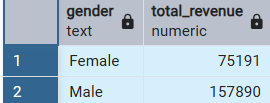 gender total_revenue
text numeric
1 Female 75191
2 Male 157890